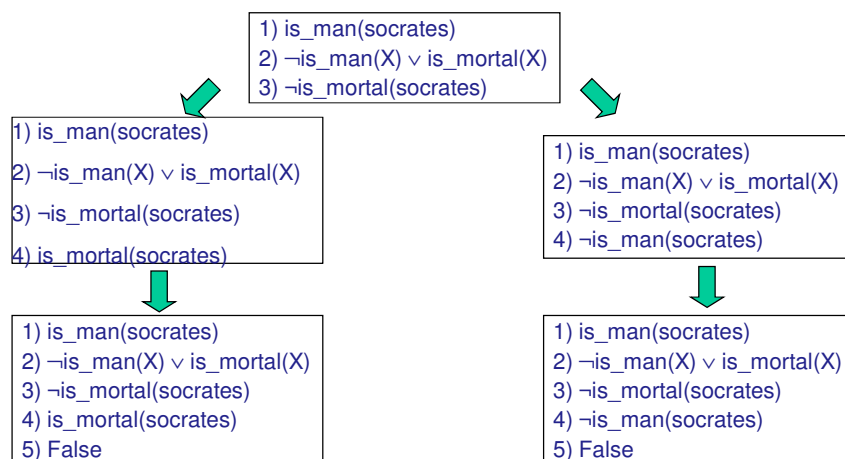 1) is_man(socrates)
2) ¬is_man(X) ∨ is_mortal(X)
3) ¬is_mortal(socrates)
1) is_man(socrates)
2) ¬is_man(X) ∨ is_mortal(X)
3) ¬is_mortal(socrates)
4) is_mortal(socrates)
1) is_man(socrates)
2) ¬is_man(X) ∨ is_mortal(X)
3) ¬is_mortal(socrates)
4) ¬is_man(socrates)
1) is_man(socrates)
2) ¬is_man(X) ∨ is_mortal(X)
3) ¬is_mortal(socrates)
4) is_mortal(socrates)
5) False
1) is_man(socrates)
2) ¬is_man(X) ∨ is_mortal(X)
3) ¬is_mortal(socrates)
4) ¬is_man(socrates)
5) False